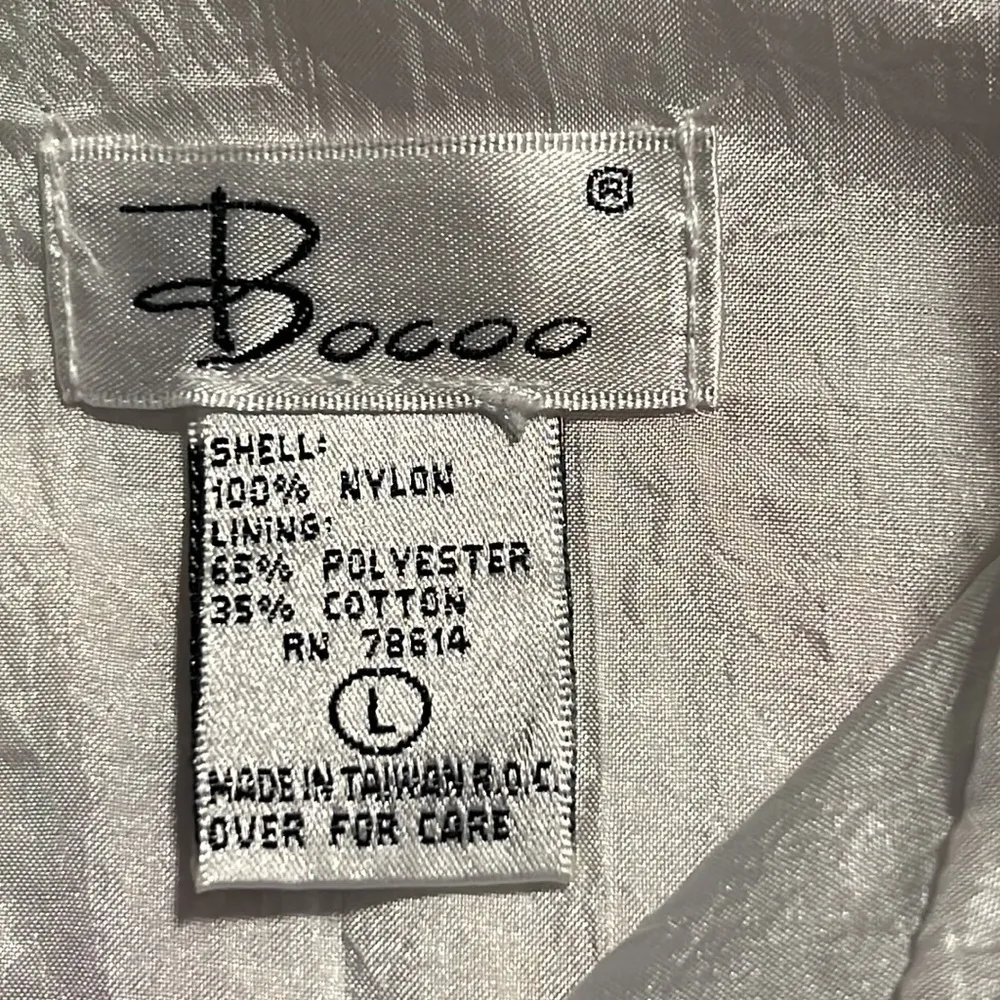 Bocoo ®
SHELL:
100% NYLON
LINING:
65% POLYESTER
35% COTTON
RN 78614
L
MADE IN TAIWAN R.O.C.
OVER FOR CARE